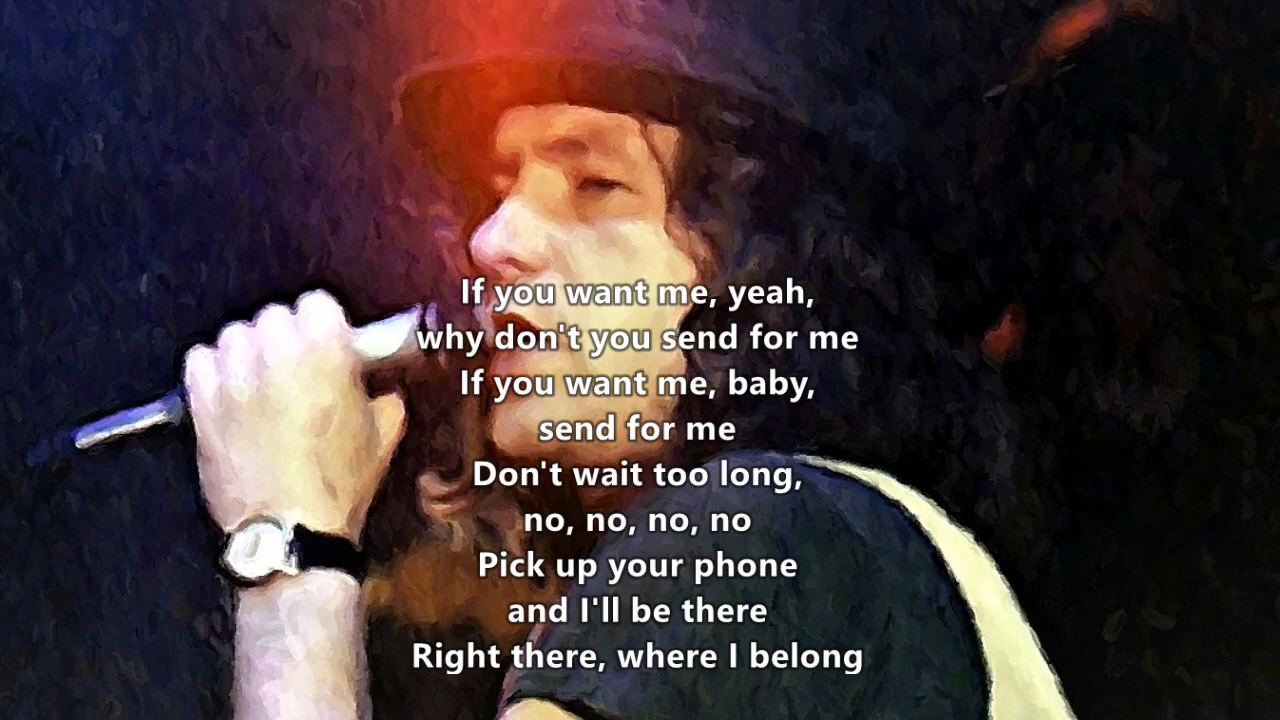 If you want me, yeah,
why don't you send for me
If you want me, baby,
send for me
Don't wait too long,
no, no, no, no
Pick up your phone
and I'll be there
Right there, where I belong